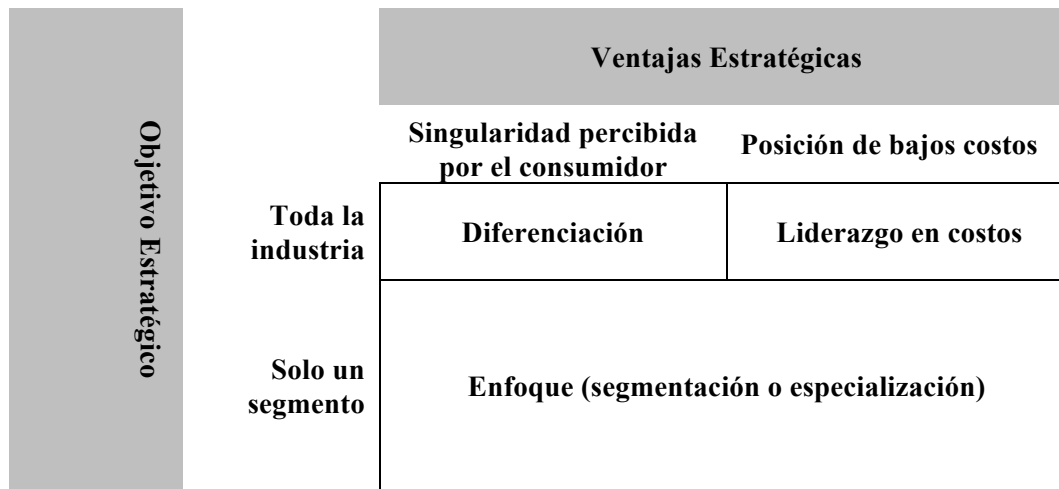 Ventajas Estratégicas
Objetivo Estratégico
Singularidad percibida
por el consumidor
Posición de bajos costos
Toda la
industria
Diferenciación
Liderazgo en costos
Solo un
segmento
Enfoque (segmentación o especialización)